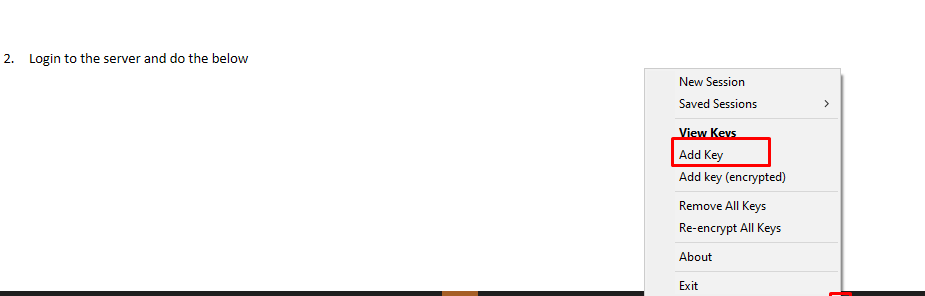 2. Login to the server and do the below
New Session
Saved Sessions
View Keys
Add Key
Add key (encrypted)
Remove All Keys
Re-encrypt All Keys
About
Exit